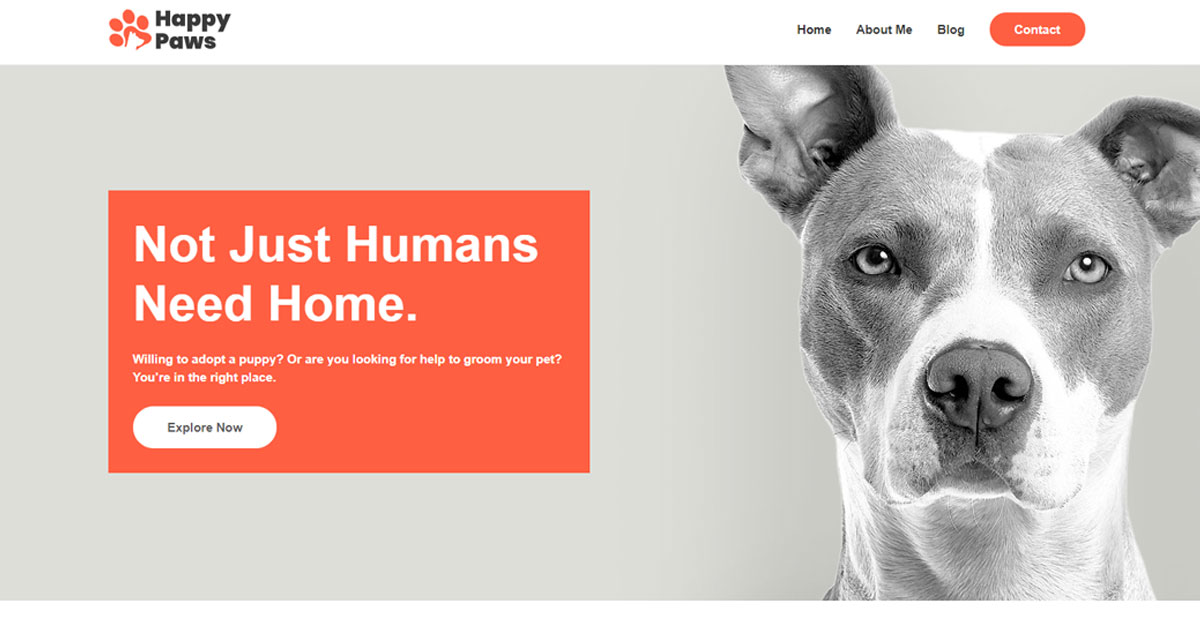 Happy
Paws
Home
About Me
Blog
Contact
Not Just Humans
Need Home.
Willing to adopt a puppy? Or are you looking for help to groom your pet?
You're in the right place.
Explore Now